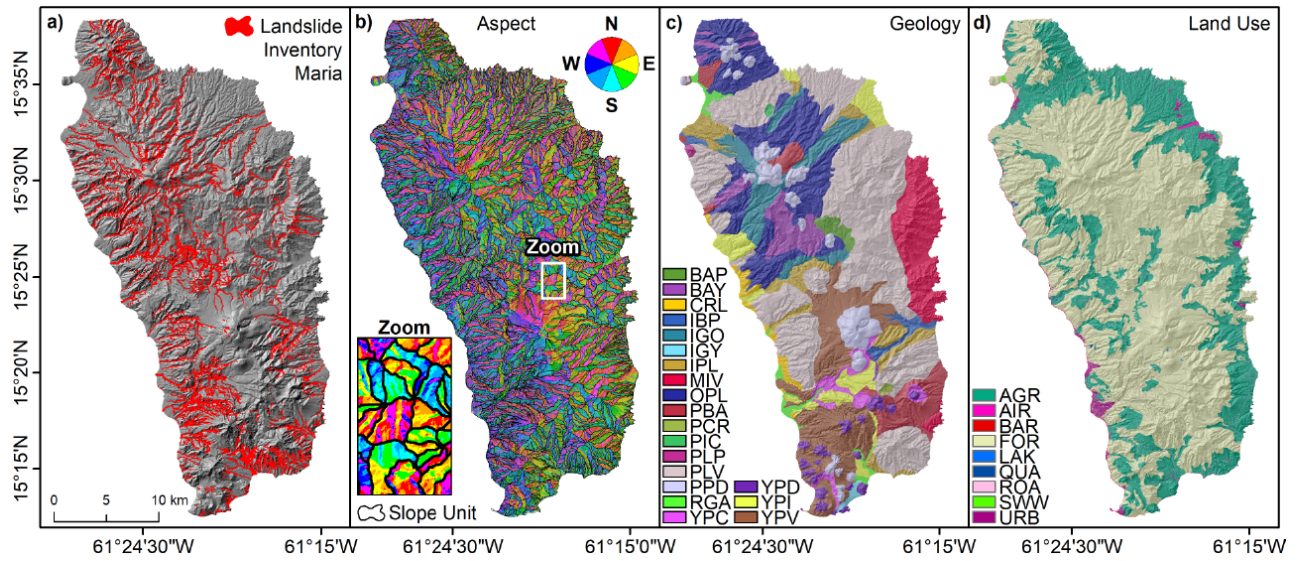 a)
Landslide
Inventory
Maria
b)
Aspect
N
W
E
S
c)
Geology
d)
Land Use
15°35'N
15°30'N
15°25'N
15°20'N
15°15'N
Zoom
Zoom
Slope Unit
0 5 10 km
BAP
BAY
CRL
IBP
IGO
IGY
IPL
MIV
OPL
PBA
PCR
PIC
PLP
PLV
PPD
RGA
YPC
YPD
YPI
YPV
AGR
AIR
BAR
FOR
LAK
QUA
ROA
SWW
URB
61°24'30"W 61°15'W 61°24'30"W 61°15'0"W 61°24'30"W 61°15'W 61°24'30"W 61°15'W